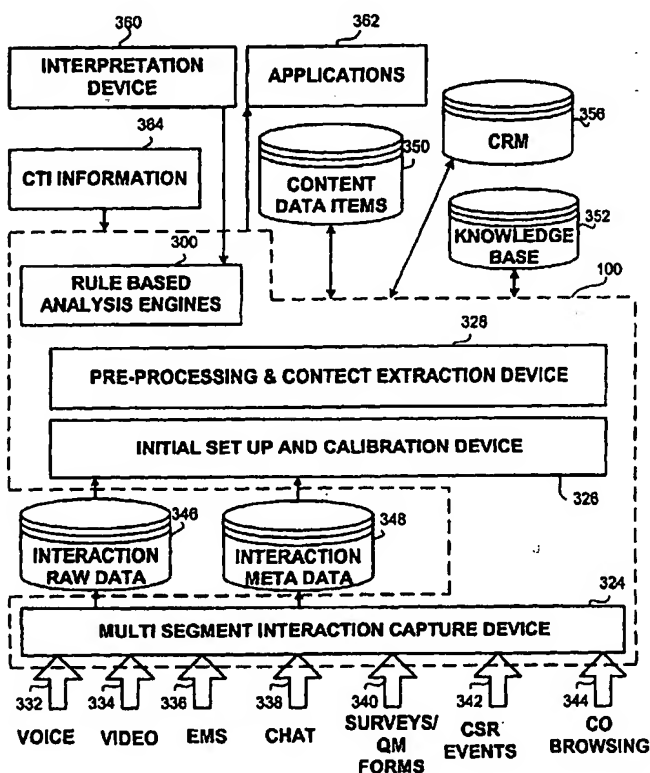 360
INTERPRETATION
DEVICE
362
APPLICATIONS
364
CTI INFORMATION
350
CONTENT
DATA ITEMS
356
CRM
352
KNOWLEDGE
BASE
300
RULE BASED
ANALYSIS ENGINES
100
328
PRE-PROCESSING & CONTECT EXTRACTION DEVICE
INITIAL SET UP AND CALIBRATION DEVICE
326
346
INTERACTION
RAW DATA
348
INTERACTION
META DATA
324
MULTI SEGMENT INTERACTION CAPTURE DEVICE
332
VOICE
334
VIDEO
336
EMS
338
CHAT
340
SURVEYS/
QM
FORMS
342
CSR
EVENTS
344
CO
BROWSING